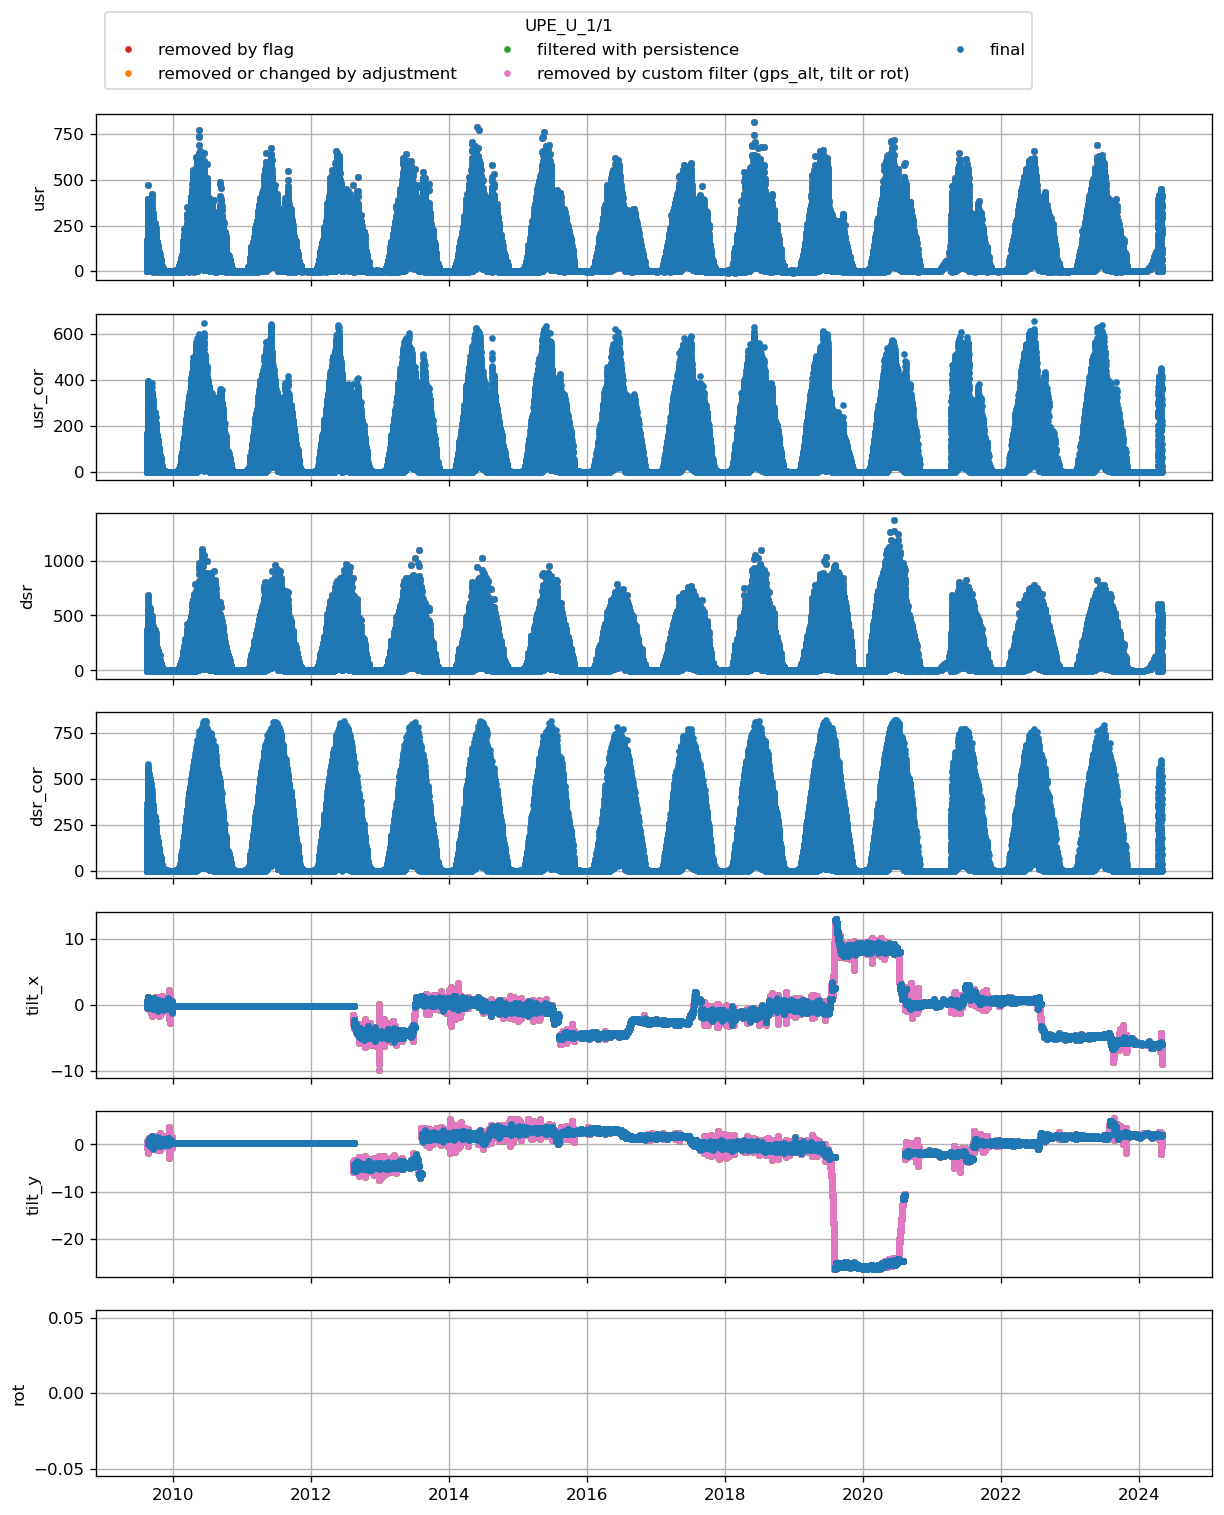 UPE_U_1/1
removed by flag
removed or changed by adjustment
filtered with persistence
removed by custom filter (gps_alt, tilt or rot)
final
750
500
250
0
usr
600
400
200
0
usr_cor
1000
500
0
dsr
750
500
250
0
dsr_cor
10
0
−10
tilt_x
0
−10
−20
tilt_y
0.05
0.00
−0.05
rot
2010 2012 2014 2016 2018 2020 2022 2024